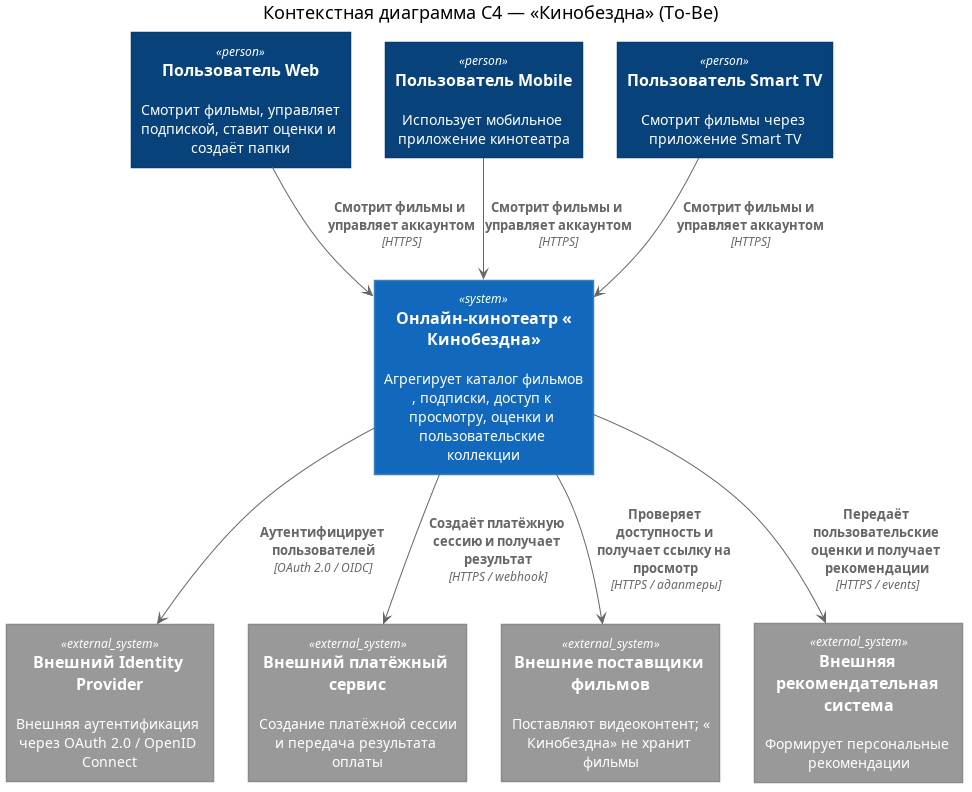 Контекстная диаграмма C4 — «Кинобездна» (To-Be)
«person»
Пользователь Web
Смотрит фильмы, управляет
подпиской, ставит оценки и
создаёт папки
«person»
Пользователь Mobile
Использует мобильное
приложение кинотеатра
«person»
Пользователь Smart TV
Смотрит фильмы через
приложение Smart TV
Смотрит фильмы и
управляет аккаунтом
[HTTPS]
Смотрит фильмы и
управляет аккаунтом
[HTTPS]
Смотрит фильмы и
управляет аккаунтом
[HTTPS]
«system»
Онлайн-кинотеатр «
Кинобездна»
Агрегирует каталог фильмов
, подписки, доступ к
просмотру, оценки и
пользовательские
коллекции
Аутентифицирует
пользователей
[OAuth 2.0 / OIDC]
Создаёт платёжную
сессию и получает
результат
[HTTPS / webhook]
Проверяет
доступность и
получает ссылку на
просмотр
[HTTPS / адаптеры]
Передаёт
пользовательские
оценки и получает
рекомендации
[HTTPS / events]
«external_system»
Внешний Identity
Provider
Внешняя аутентификация
через OAuth 2.0 / OpenID
Connect
«external_system»
Внешний платёжный
сервис
Создание платёжной сессии
и передача результата
оплаты
«external_system»
Внешние поставщики
фильмов
Поставляют видеоконтент; «
Кинобездна» не хранит
фильмы
«external_system»
Внешняя
рекомендательная
система
Формирует персональные
рекомендации